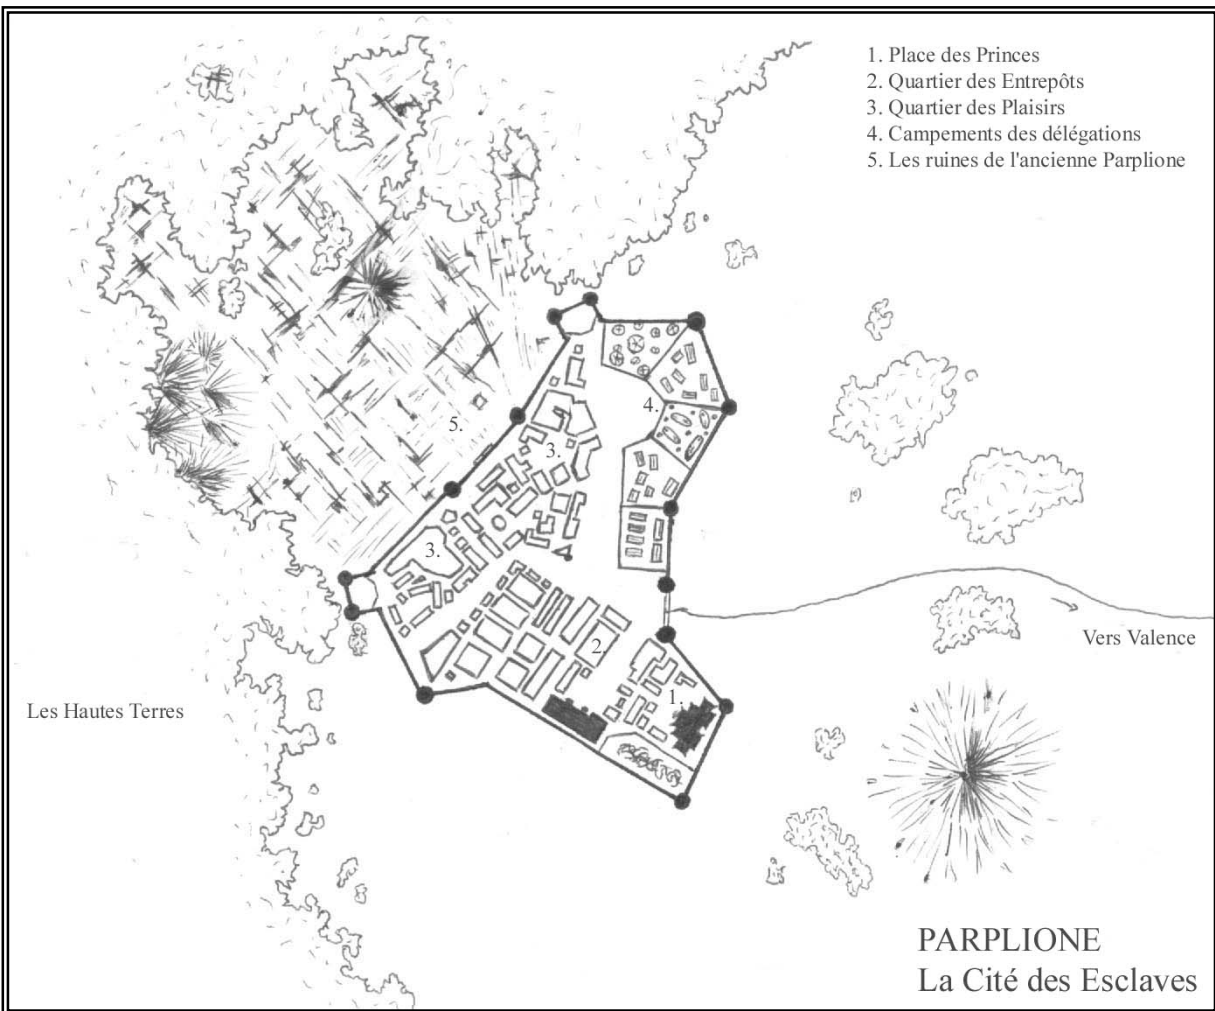 1. Place des Princes
2. Quartier des Entrepôts
3. Quartier des Plaisirs
4. Campements des délégations
5. Les ruines de l'ancienne Parplione
4.
5.
3.
3.
2.
Vers Valence
1.
Les Hautes Terres
PARPLIONE
La Cité des Esclaves